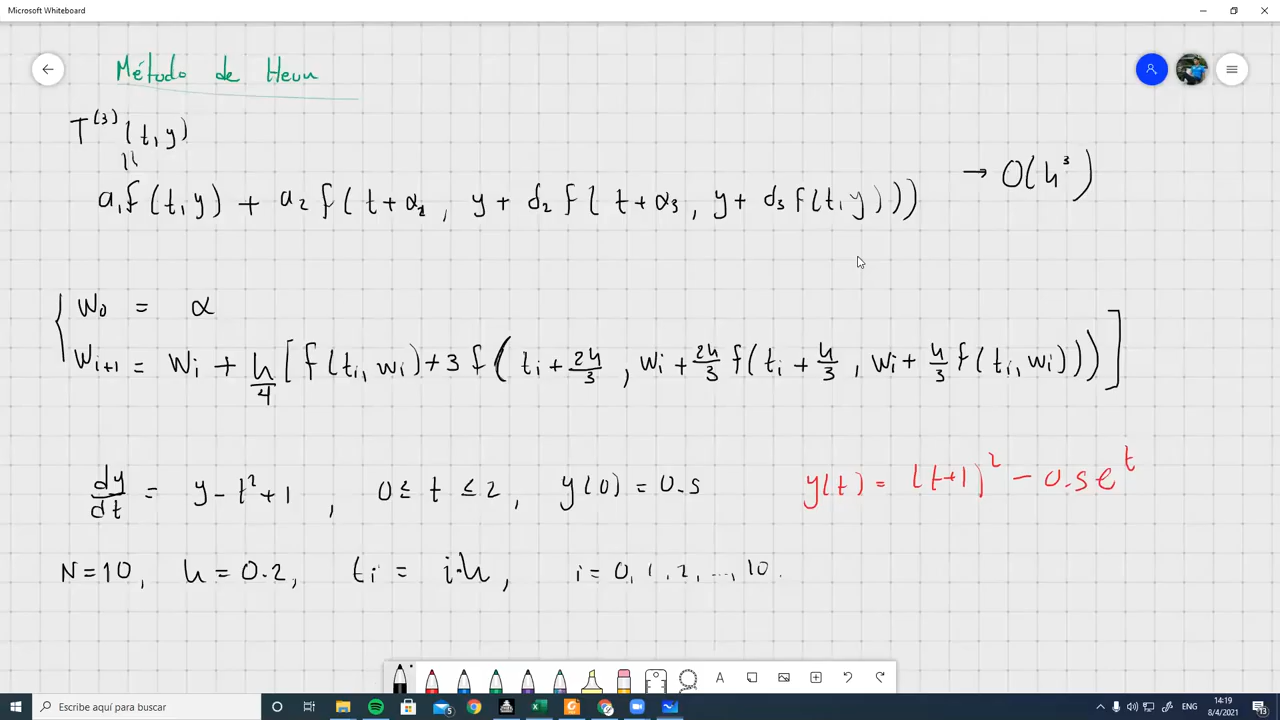 Microsoft Whiteboard
Método de Heun
T^(3)(t,y)
||
a₁f(t,y) + a₂f(t+α₂, y+d₂f(t+α₃, y+d₃f(t,y))) → O(h³)
w₀ = α
wᵢ₊₁ = wᵢ + h/4[f(tᵢ,wᵢ)+3f(tᵢ+2h/3, wᵢ+2h/3 f(tᵢ+h/3, wᵢ+h/3 f(tᵢ,wᵢ)))]
dy/dt = y-t²+1, 0≤t≤2, y(0)=0.5 y(t)=(t+1)²-0.5e^t
N=10, h=0.2, tᵢ = i·h, i=0,1,2,...,10.
A
Escribe aquí para buscar
ENG
14:19
8/4/2021